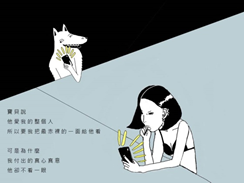 寶貝說
他愛我的整個人
所以要我把最赤裸的一面給他看
可是為什麼
我付出的真心真意
他卻不看一眼